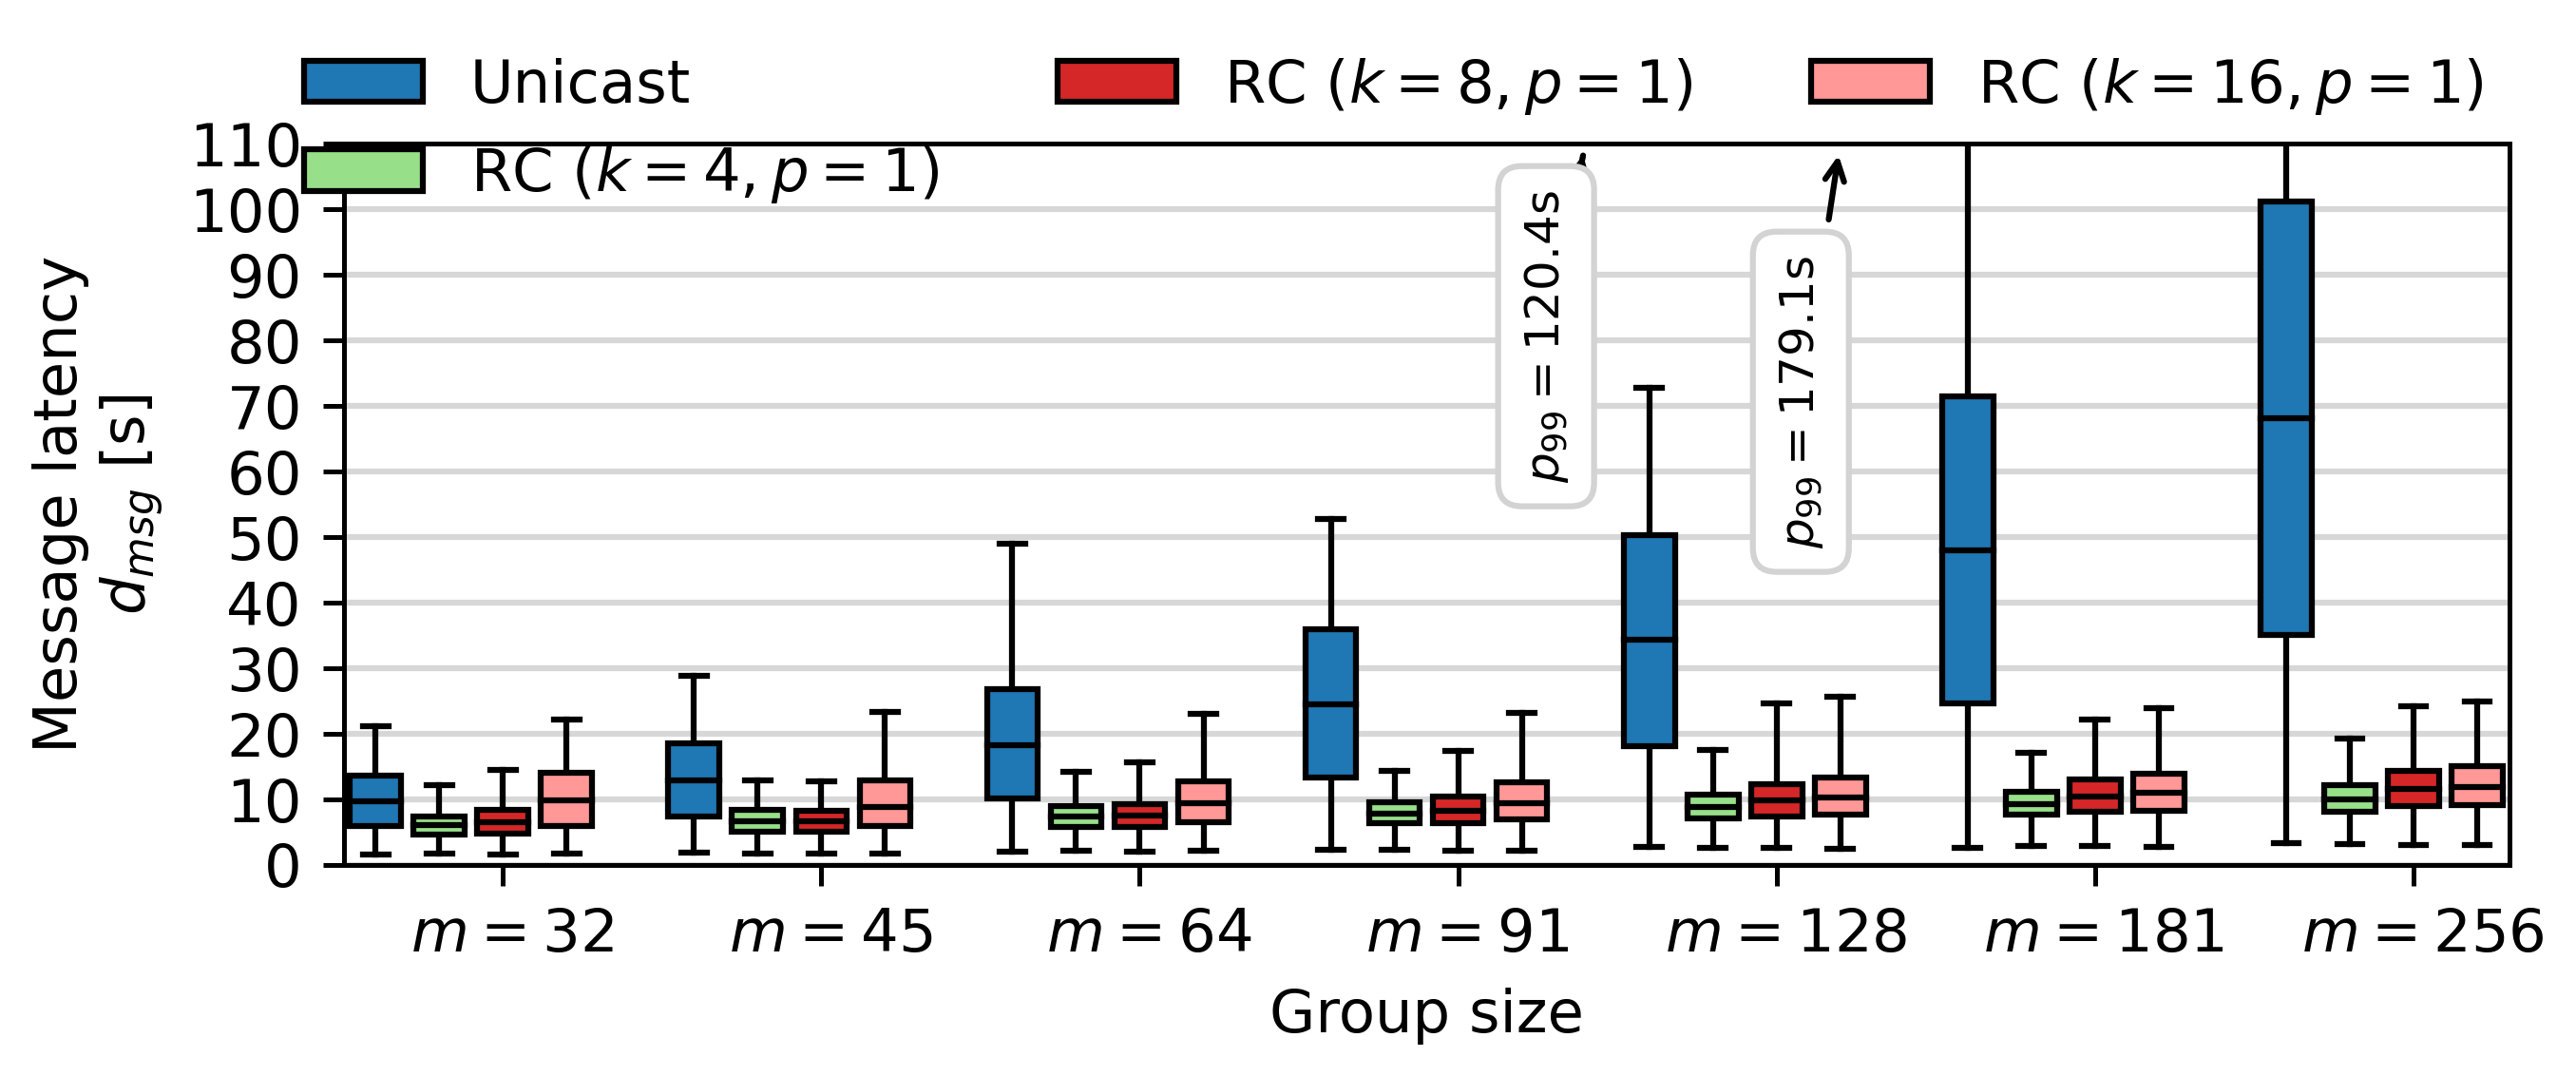 Unicast
RC (k = 4, p = 1)
RC (k = 8, p = 1)
RC (k = 16, p = 1)
Message latency
d_msg [s]
110
100
90
80
70
60
50
40
30
20
10
0
p₉₉ = 120.4s
p₉₉ = 179.1s
m = 32
m = 45
m = 64
m = 91
m = 128
m = 181
m = 256
Group size